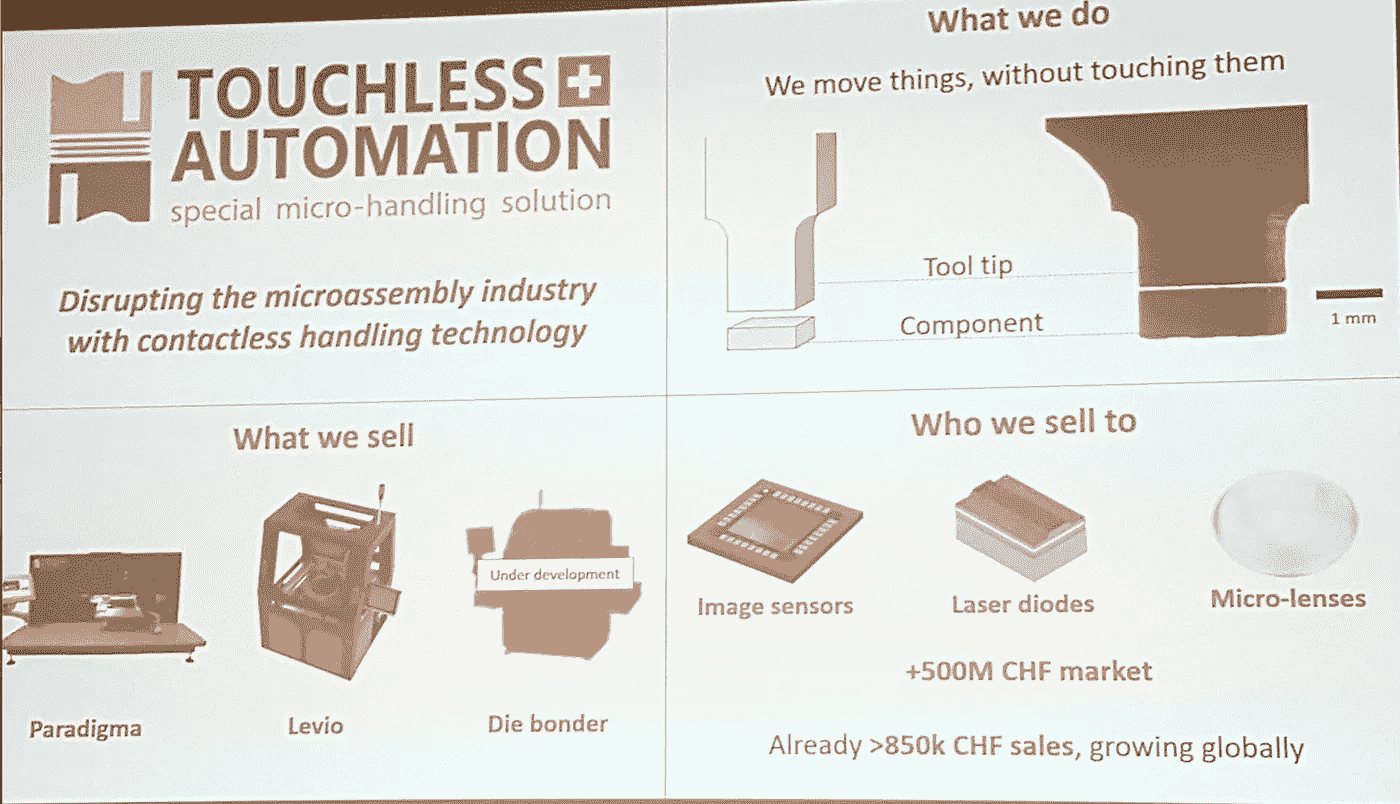 TOUCHLESS
AUTOMATION
special micro-handling solution
Disrupting the microassembly industry
with contactless handling technology
What we do
We move things, without touching them
Tool tip
Component
1 mm
What we sell
Under development
Paradigma
Levio
Die bonder
Who we sell to
Image sensors
Laser diodes
Micro-lenses
+500M CHF market
Already >850k CHF sales, growing globally